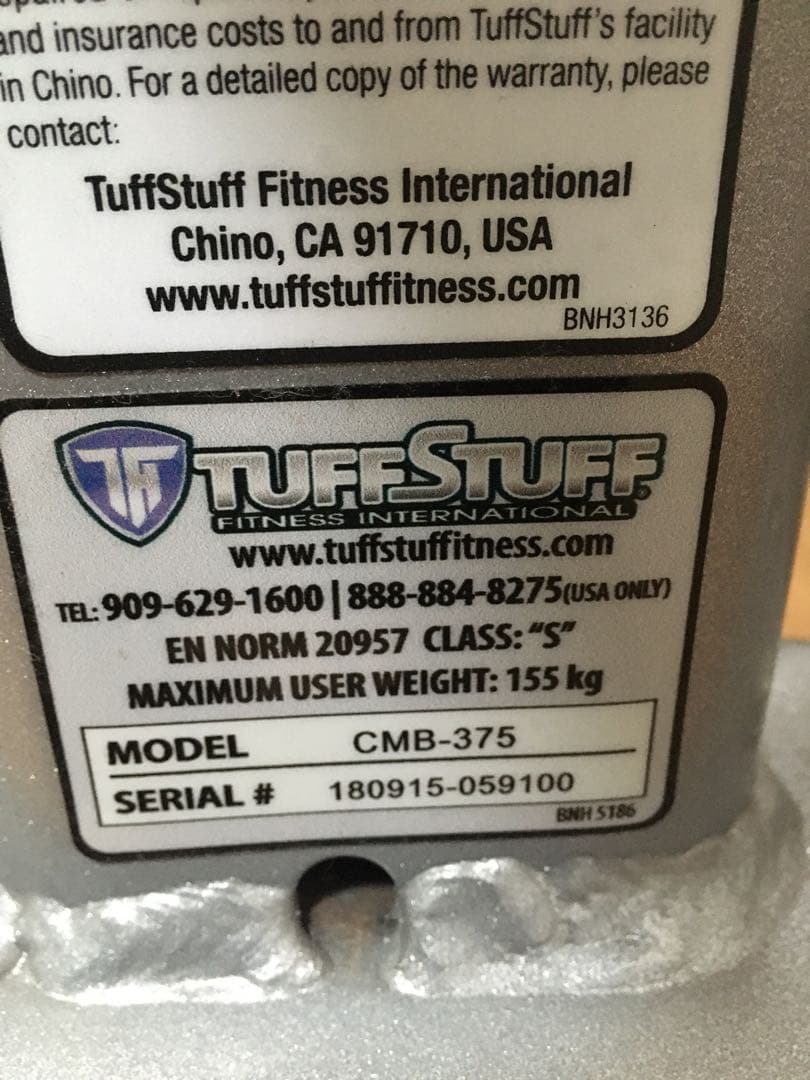 and insurance costs to and from TuffStuff's facility
in Chino. For a detailed copy of the warranty, please
contact:
TuffStuff Fitness International
Chino, CA 91710, USA
www.tuffstuffitness.com
BNH3136
TUFFSTUFF
FITNESS INTERNATIONAL
www.tuffstuffitness.com
TEL: 909-629-1600 | 888-884-8275(USA ONLY)
EN NORM 20957 CLASS: "S"
MAXIMUM USER WEIGHT: 155 kg
MODEL CMB-375
SERIAL # 180915-059100
BNH 5186